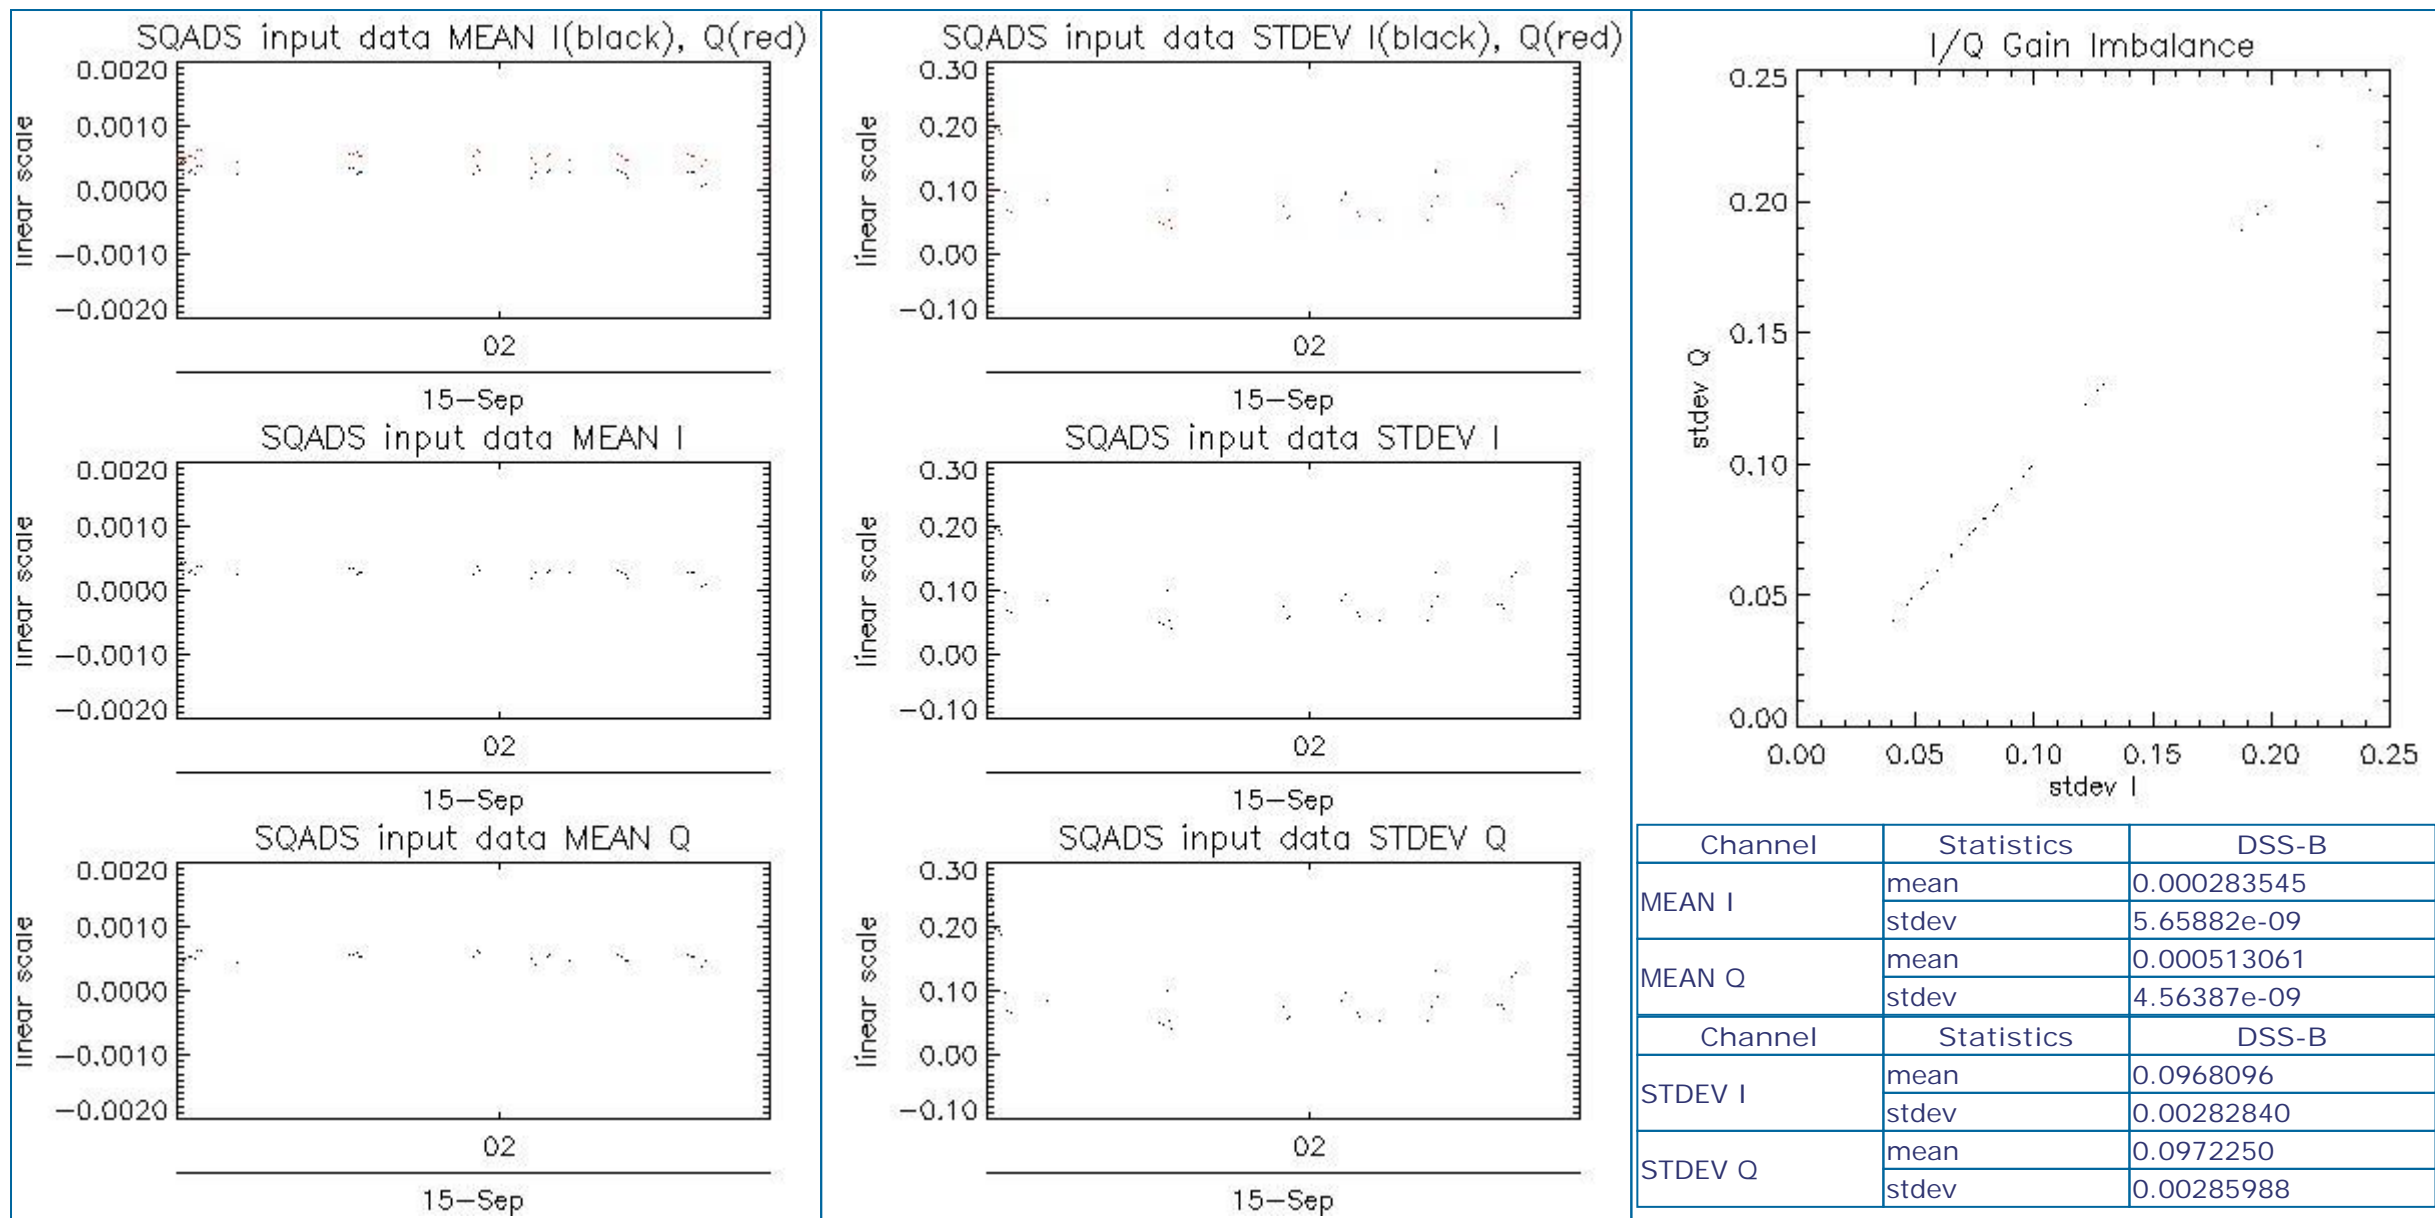 SQADS input data MEAN I(black), Q(red)
0.0020
0.0010
0.0000
−0.0010
−0.0020
linear scale
02
15−Sep
SQADS input data MEAN I
0.0020
0.0010
0.0000
−0.0010
−0.0020
linear scale
02
15−Sep
SQADS input data MEAN Q
0.0020
0.0010
0.0000
−0.0010
−0.0020
linear scale
02
15−Sep
SQADS input data STDEV I(black), Q(red)
0.30
0.20
0.10
0.00
−0.10
linear scale
02
15−Sep
SQADS input data STDEV I
0.30
0.20
0.10
0.00
−0.10
linear scale
02
15−Sep
SQADS input data STDEV Q
0.30
0.20
0.10
0.00
−0.10
linear scale
02
15−Sep
I/Q Gain Imbalance
0.25
0.20
0.15
0.10
0.05
0.00
stdev Q
0.00 0.05 0.10 0.15 0.20 0.25
stdev I
Channel Statistics DSS-B
MEAN I mean 0.000283545
stdev 5.65882e-09
MEAN Q mean 0.000513061
stdev 4.56387e-09
Channel Statistics DSS-B
STDEV I mean 0.0968096
stdev 0.00282840
STDEV Q mean 0.0972250
stdev 0.00285988